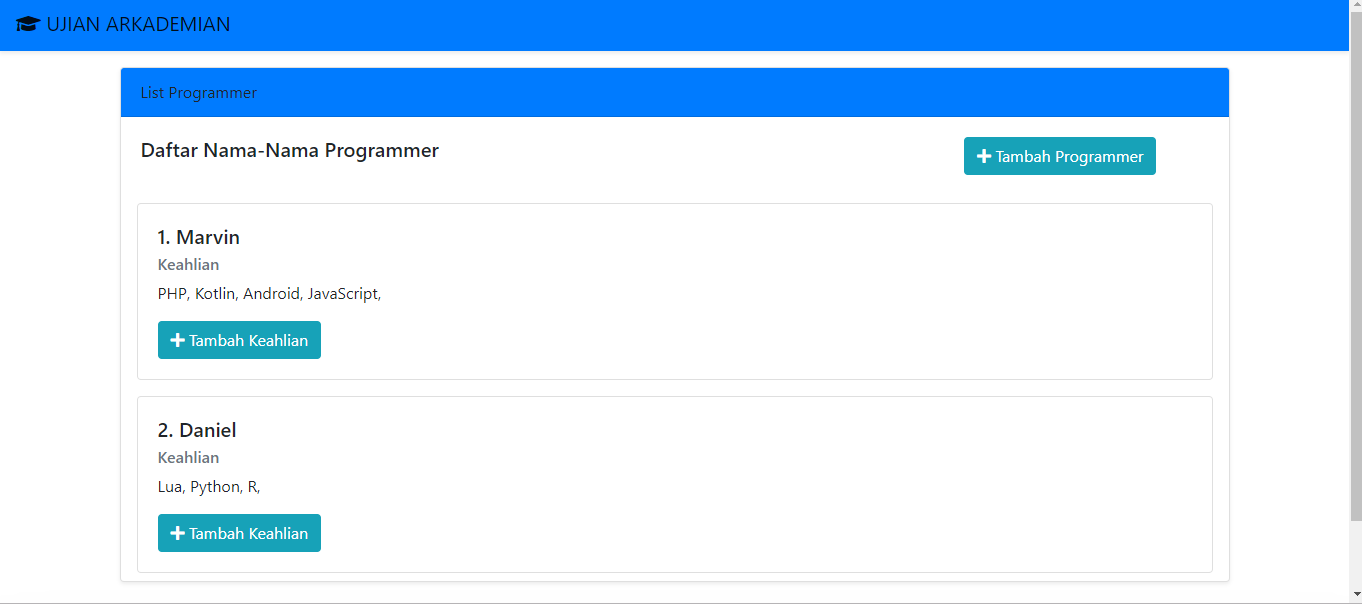 UJIAN ARKADEMIAN
List Programmer
Daftar Nama-Nama Programmer
Tambah Programmer
1. Marvin
Keahlian
PHP, Kotlin, Android, JavaScript,
Tambah Keahlian
2. Daniel
Keahlian
Lua, Python, R,
Tambah Keahlian